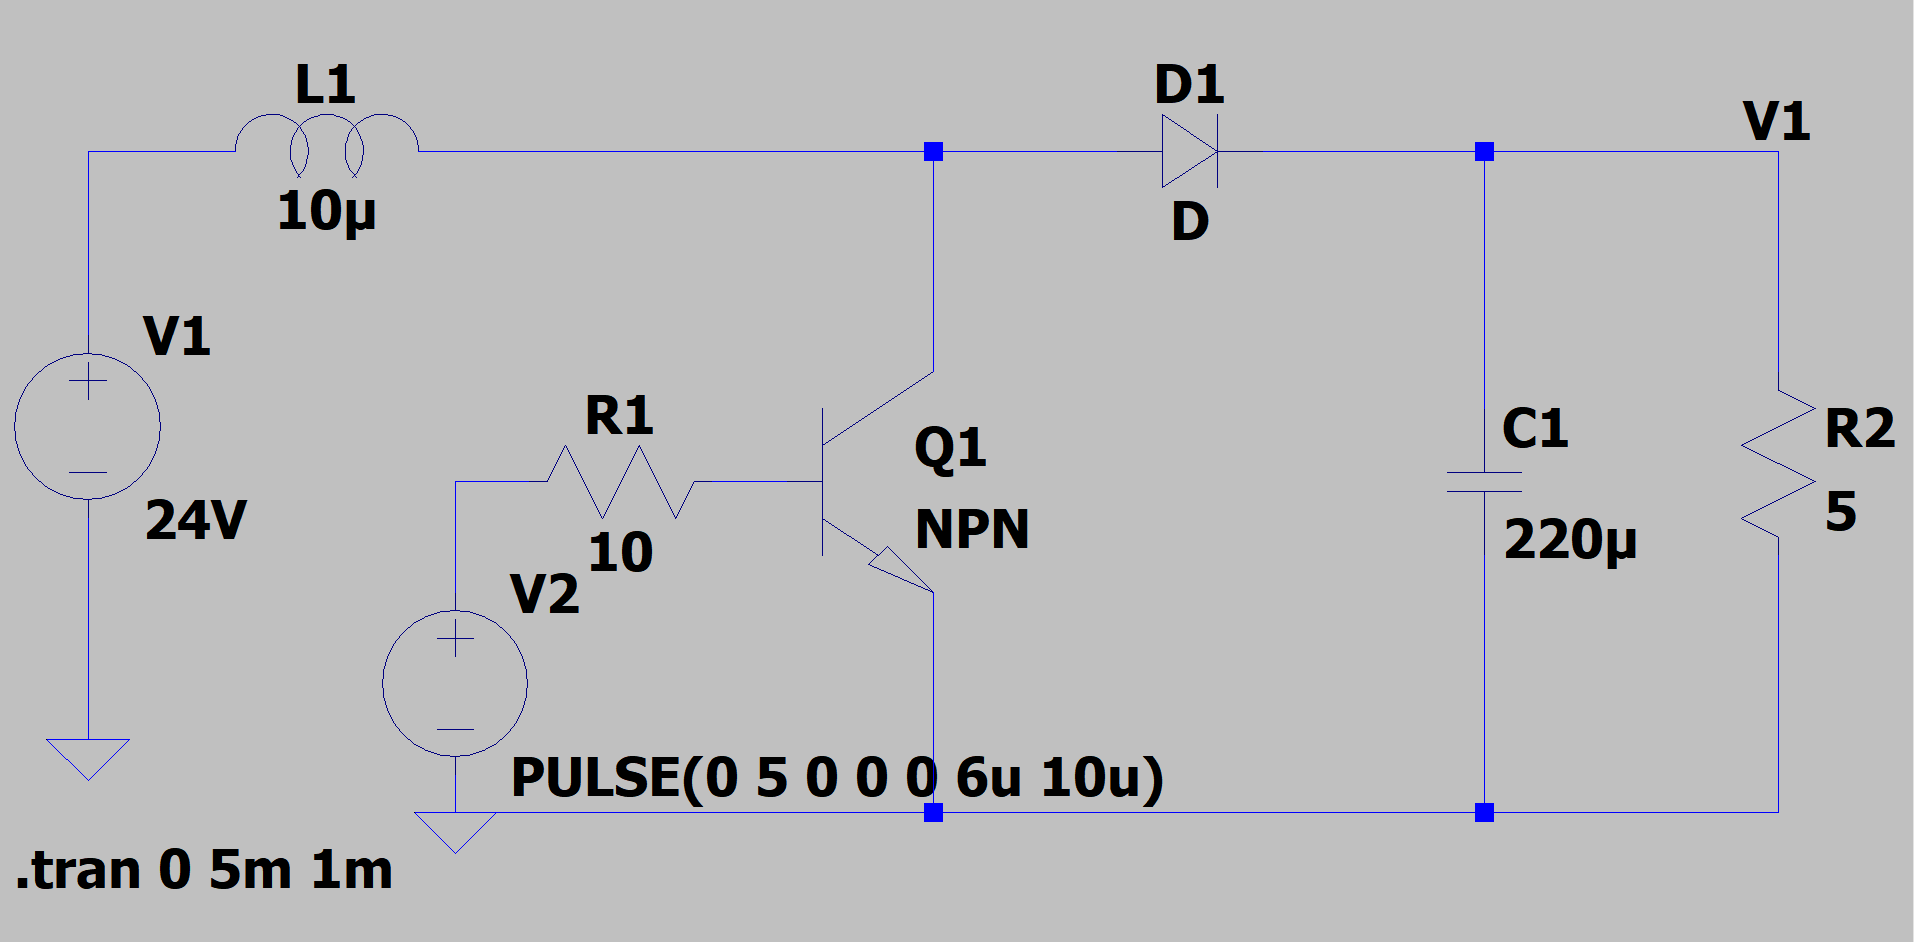 L1
10µ
D1
D
V1
V1
24V
R1
10
Q1
NPN
C1
220µ
R2
5
V2
PULSE(0 5 0 0 0 6u 10u)
.tran 0 5m 1m